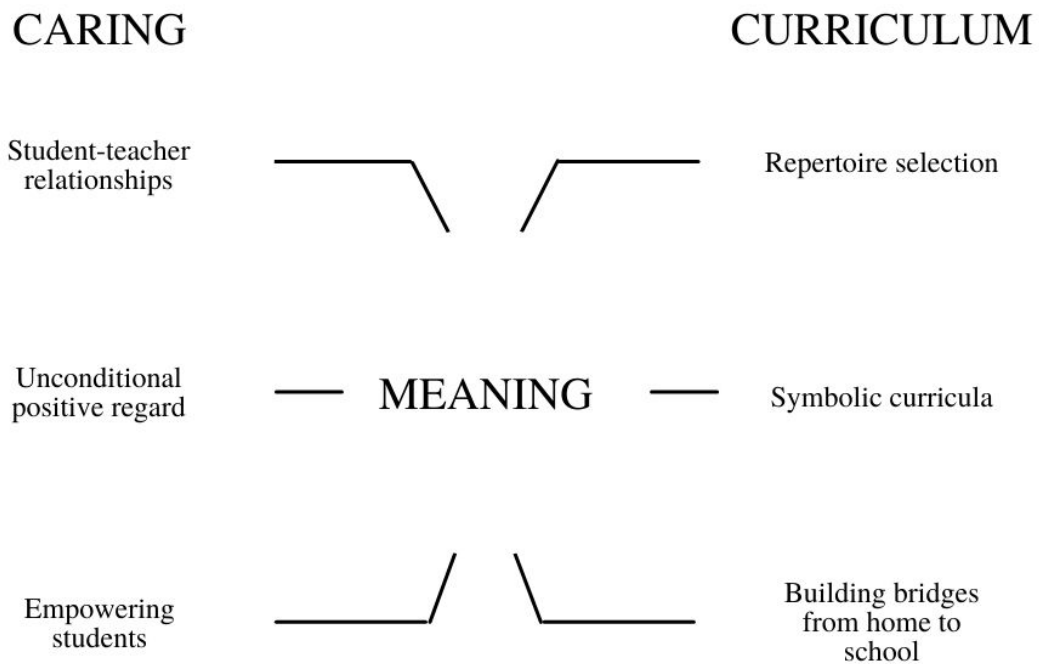 CARING
CURRICULUM
Student-teacher
relationships
Repertoire selection
Unconditional
positive regard
MEANING
Symbolic curricula
Empowering
students
Building bridges
from home to
school